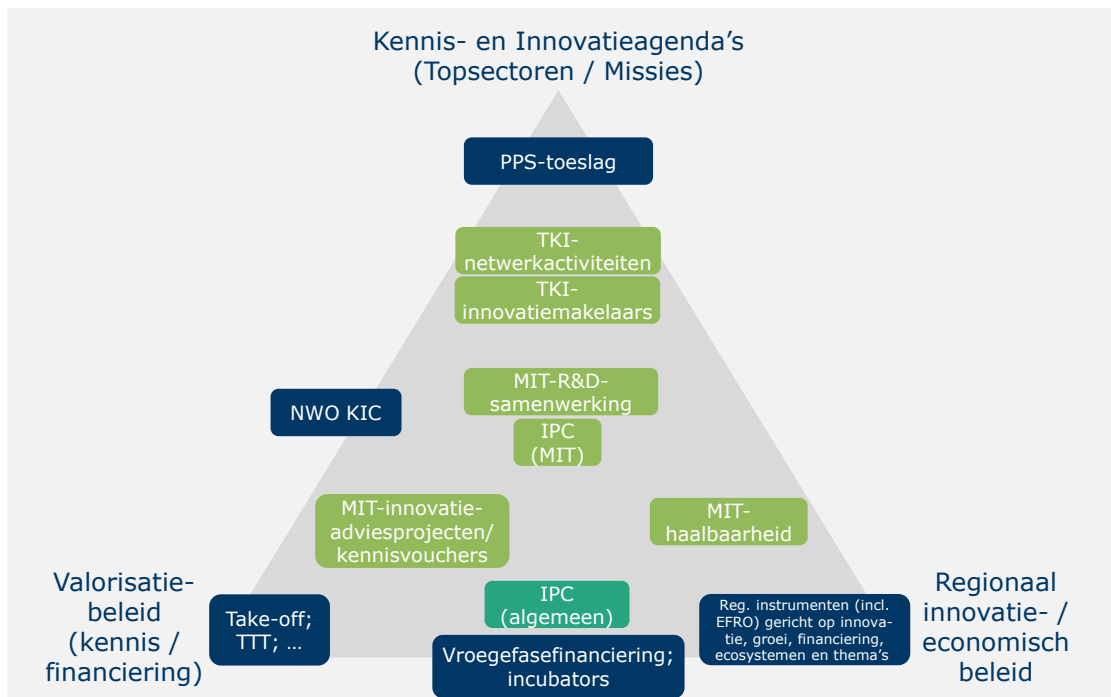 Kennis- en Innovatieagenda’s
(Topsectoren / Missies)
PPS-toeslag
TKI-
netwerkactiviteiten
TKI-
innovatiemakelaars
MIT-R&D-
samenwerking
NWO KIC
IPC
(MIT)
MIT-innovatie-
adviesprojecten/
kennisvouchers
MIT-
haalbaarheid
Valorisatie-
beleid
(kennis /
financiering)
Take-off;
TTT; …
IPC
(algemeen)
Vroegefasefinanciering;
incubators
Reg. instrumenten (incl.
EFRO) gericht op innova-
tie, groei, financiering,
ecosystemen en thema’s
Regionaal
innovatie- /
economisch
beleid